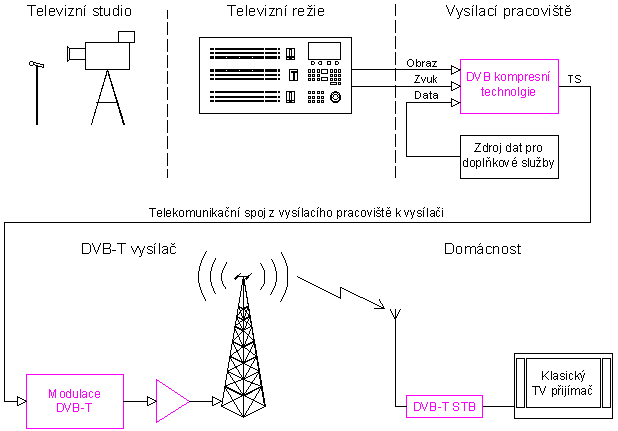 Televizní studio
Televizní režie
Vysílací pracoviště
Obraz
Zvuk
Data
DVB kompresní
technolgie
TS
Zdroj dat pro
doplňkové služby
Telekomunikační spoj z vysílacího pracoviště k vysílači
DVB-T vysílač
Domácnost
Modulace
DVB-T
DVB-T STB
Klasický
TV přijímač